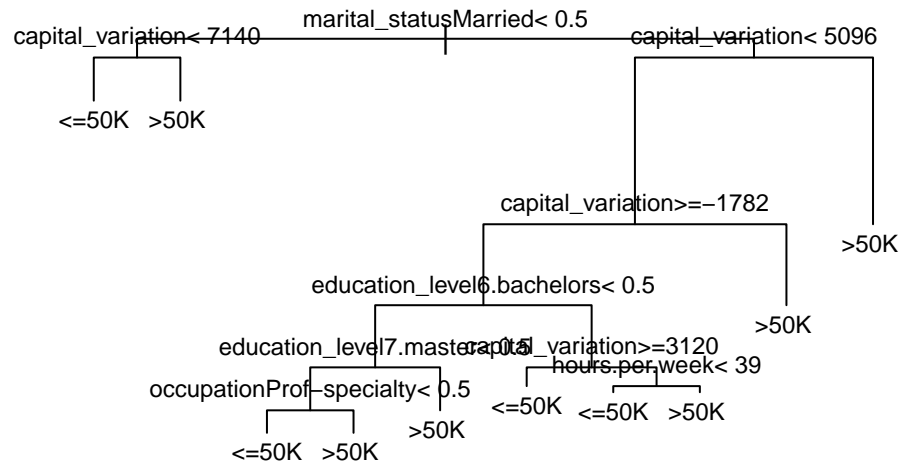 marital_statusMarried< 0.5
capital_variation< 7140
capital_variation< 5096
<=50K
>50K
capital_variation>=−1782
>50K
education_level6.bachelors< 0.5
>50K
education_level7.master< 0.5
capital_variation>=3120
hours.per.week< 39
occupationProf−specialty< 0.5
<=50K
<=50K
>50K
>50K
<=50K
>50K